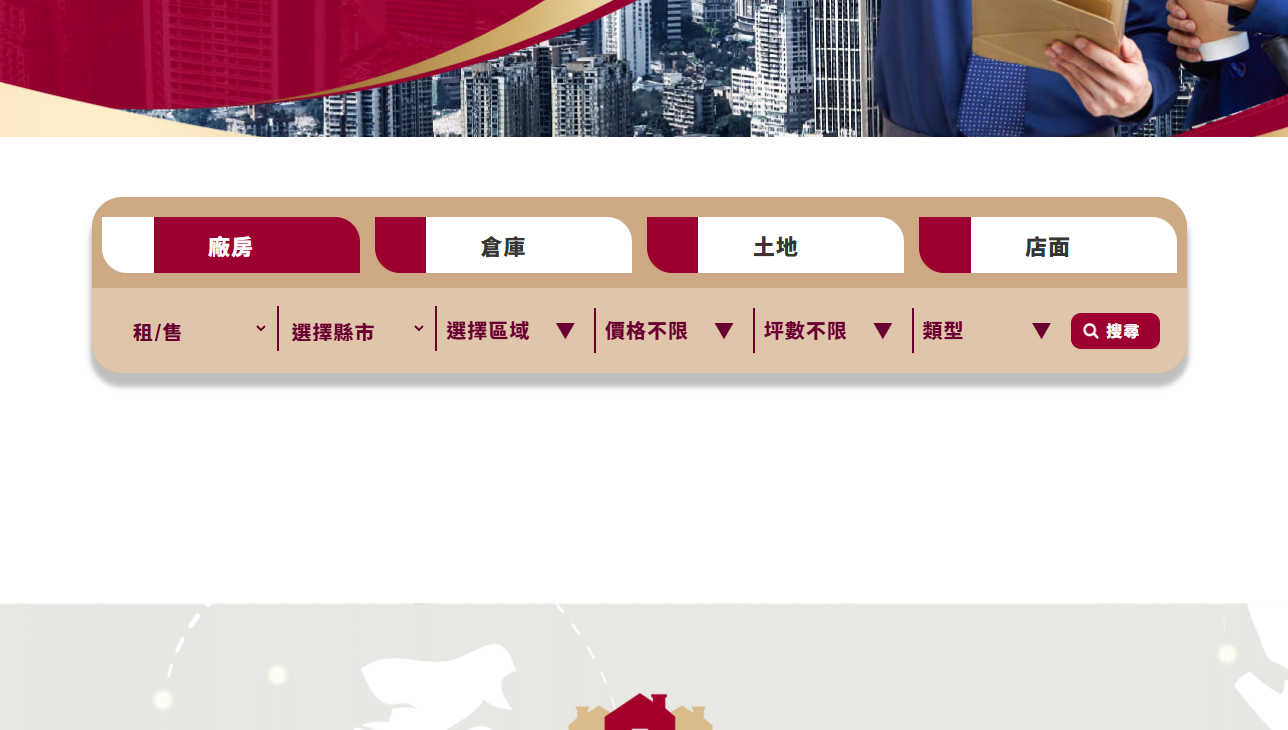 廠房
倉庫
土地
店面
租/售
選擇縣市
選擇區域 ▼
價格不限 ▼
坪數不限 ▼
類型 ▼
搜尋